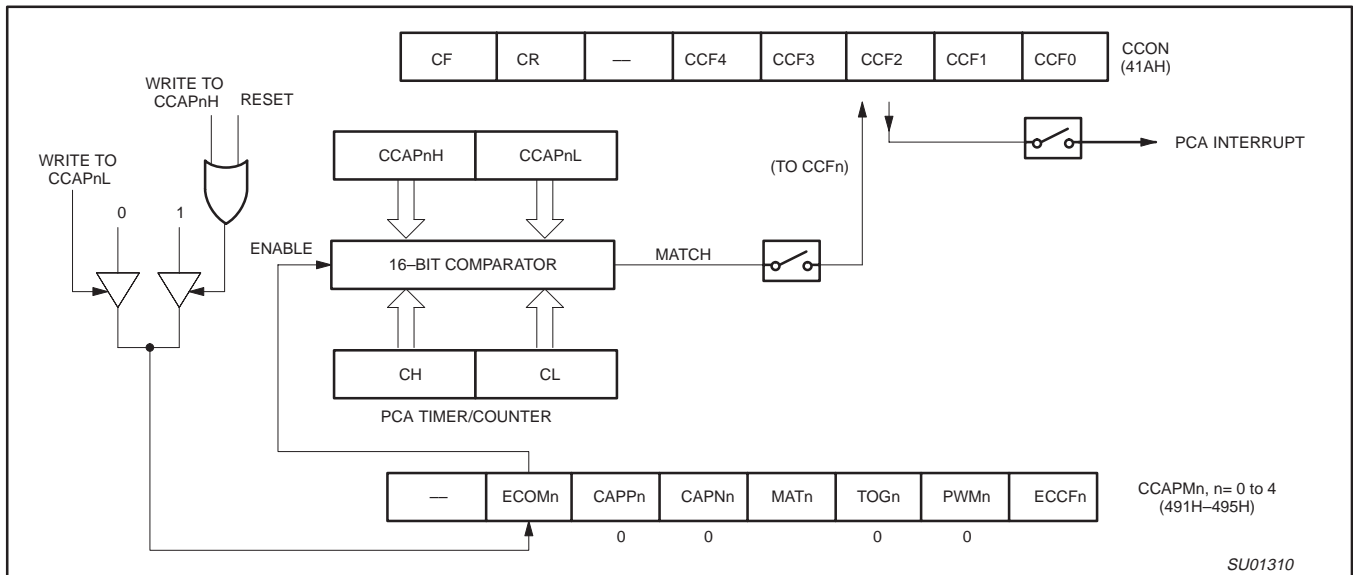 CF CR — CCF4 CCF3 CCF2 CCF1 CCF0
CCON
(41AH)
WRITE TO
CCAPnH
RESET
WRITE TO
CCAPnL
0 1
CCAPnH CCAPnL
(TO CCFn)
PCA INTERRUPT
ENABLE
16–BIT COMPARATOR
MATCH
CH CL
PCA TIMER/COUNTER
— ECOMn CAPPn CAPNn MATn TOGn PWMn ECCFn
CCAPMn, n= 0 to 4
(491H–495H)
0 0 0 0
SU01310